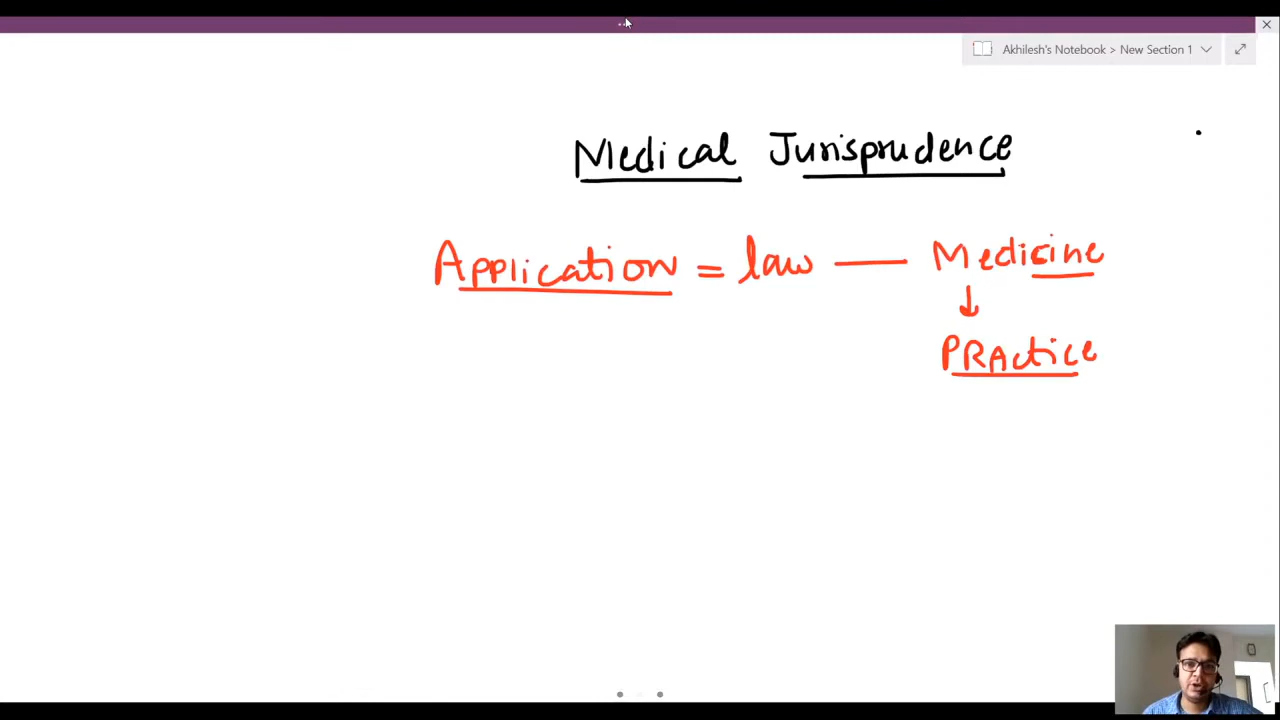 Akhilesh's Notebook > New Section 1
Medical Jurisprudence
Application = law — Medicine
↓
PRActice